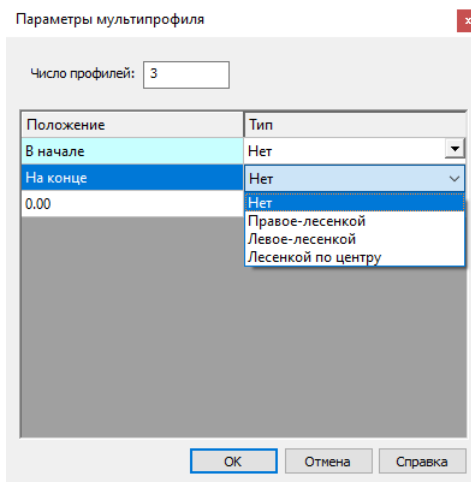 Параметры мультипрофиля
x
Число профилей: 3
Положение Тип
В начале Нет
На конце Нет
0.00 Нет
Правое-лесенкой
Левое-лесенкой
Лесенкой по центру
OK Отмена Справка